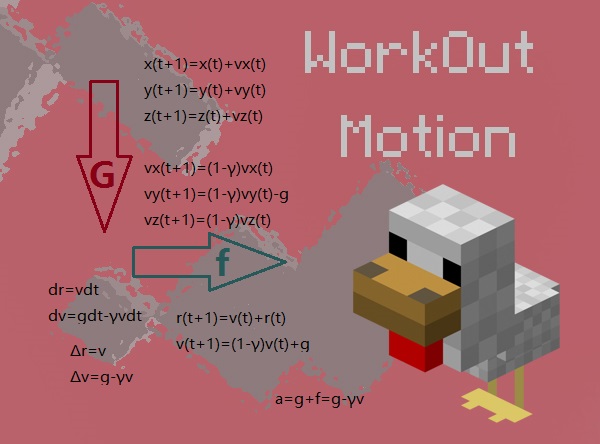 WorkOut
Motion
x(t+1)=x(t)+vx(t)
y(t+1)=y(t)+vy(t)
z(t+1)=z(t)+vz(t)
G
vx(t+1)=(1-γ)vx(t)
vy(t+1)=(1-γ)vy(t)-g
vz(t+1)=(1-γ)vz(t)
f
dr=vdt
dv=gdt-γvdt
Δr=v
Δv=g-γv
r(t+1)=v(t)+r(t)
v(t+1)=(1-γ)v(t)+g
a=g+f=g-γv